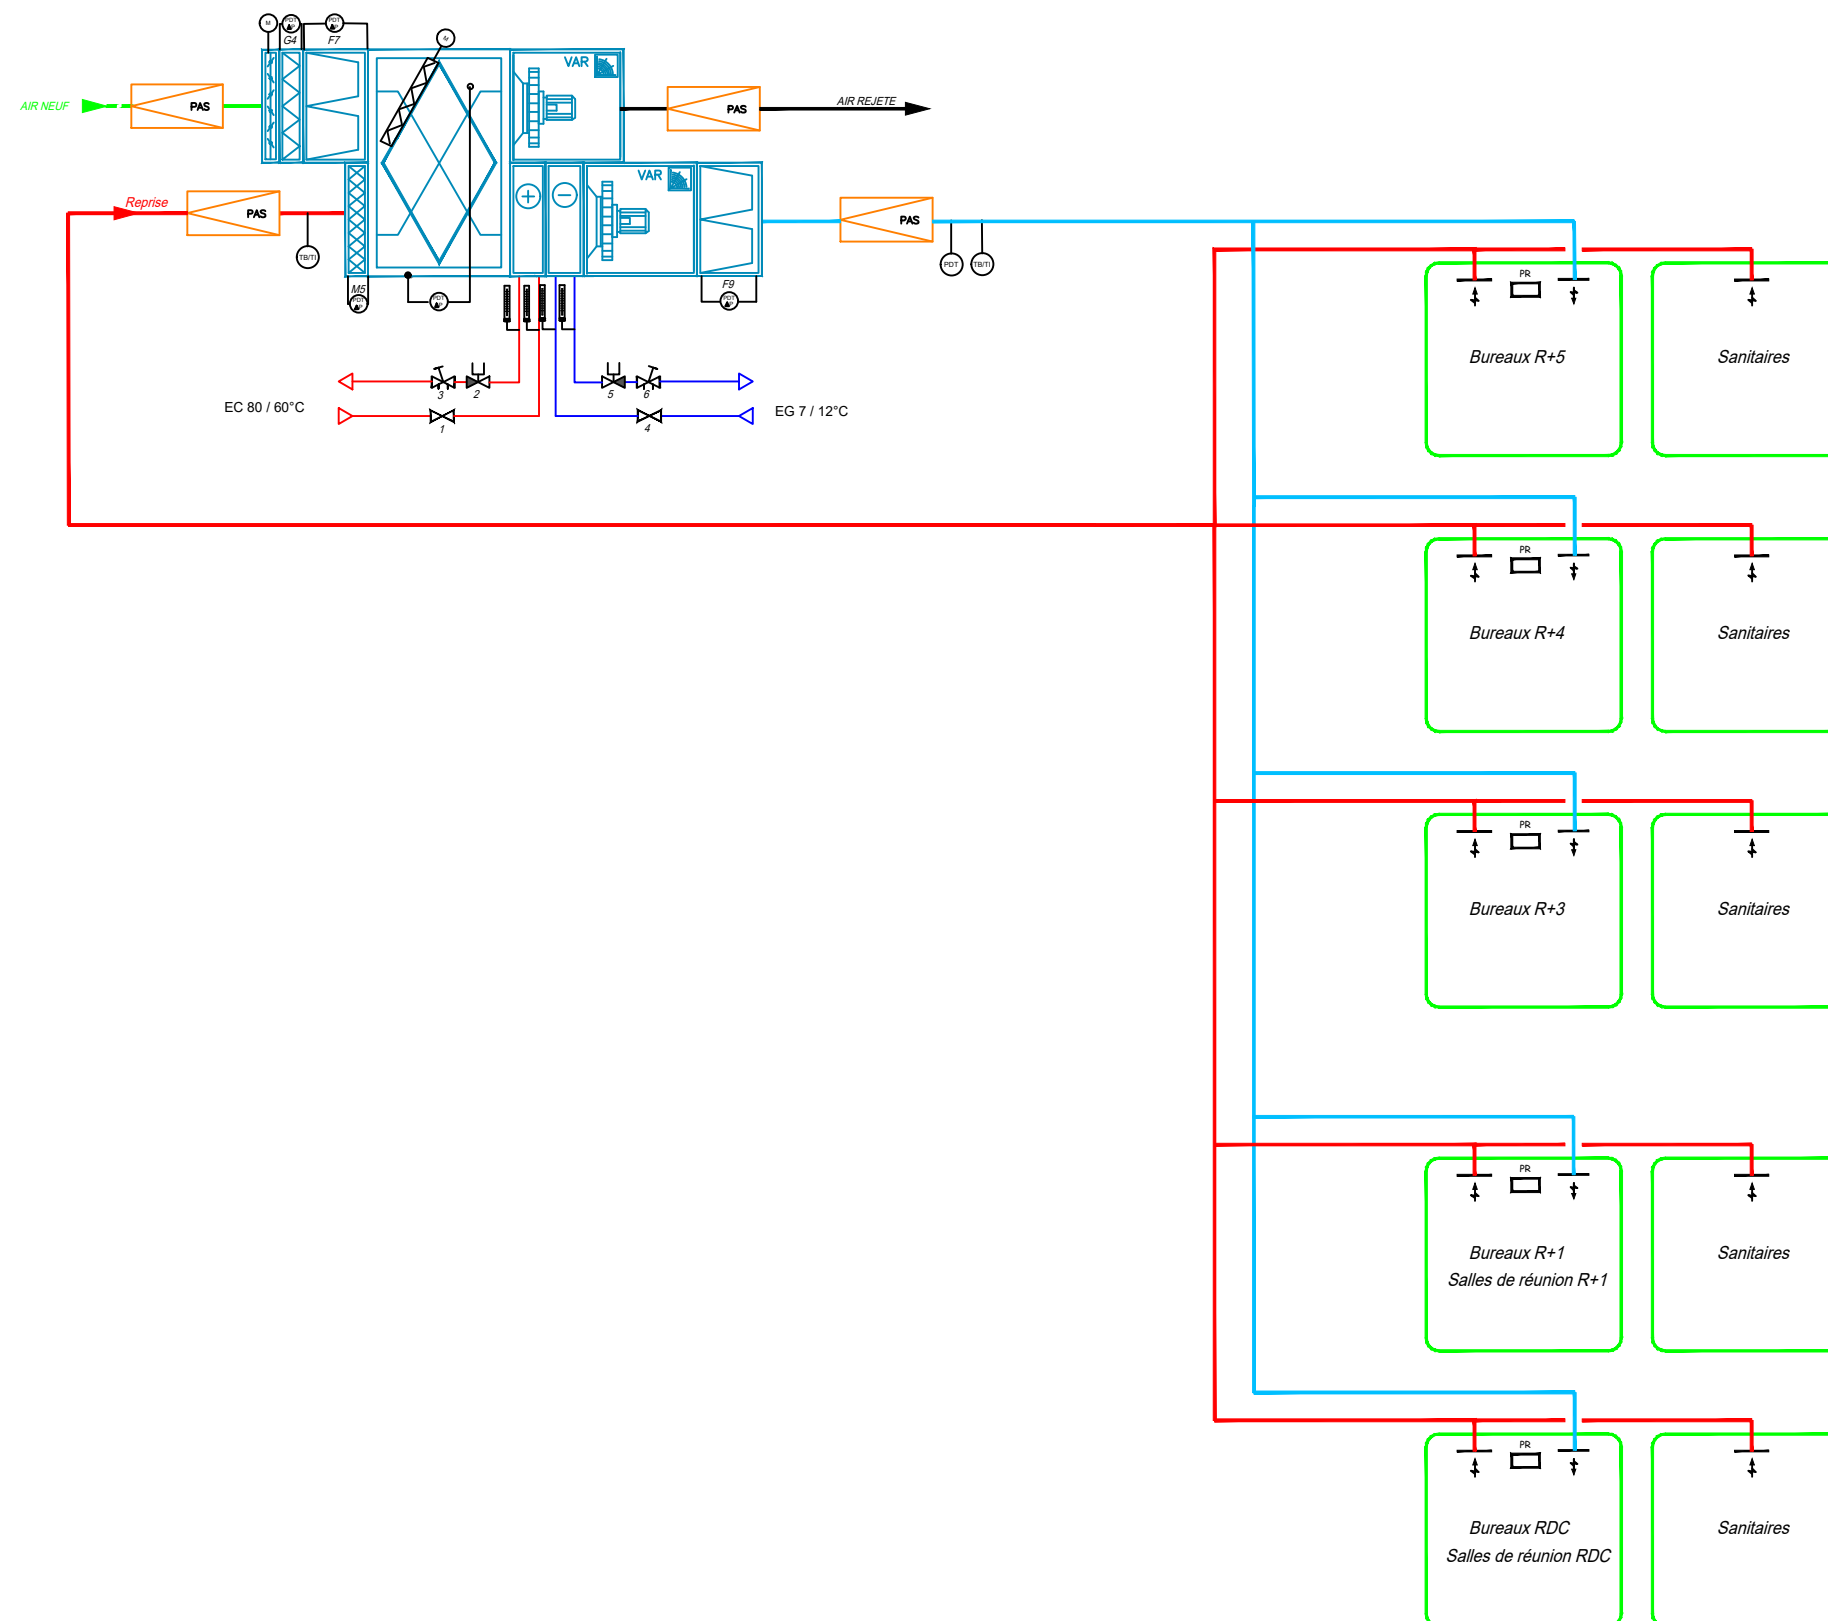 M
PDT
PDT
G4
F7
M
VAR
AIR NEUF
PAS
PAS
AIR REJETE
Reprise
PAS
VAR
PAS
TB/TI
PDT
TB/TI
M5
PDT
PDT
F9
PDT
3
2
5
6
EC 80 / 60°C
EG 7 / 12°C
1
4
PR
Bureaux R+5
Sanitaires
PR
Bureaux R+4
Sanitaires
PR
Bureaux R+3
Sanitaires
PR
Bureaux R+1
Sanitaires
Salles de réunion R+1
PR
Bureaux RDC
Sanitaires
Salles de réunion RDC